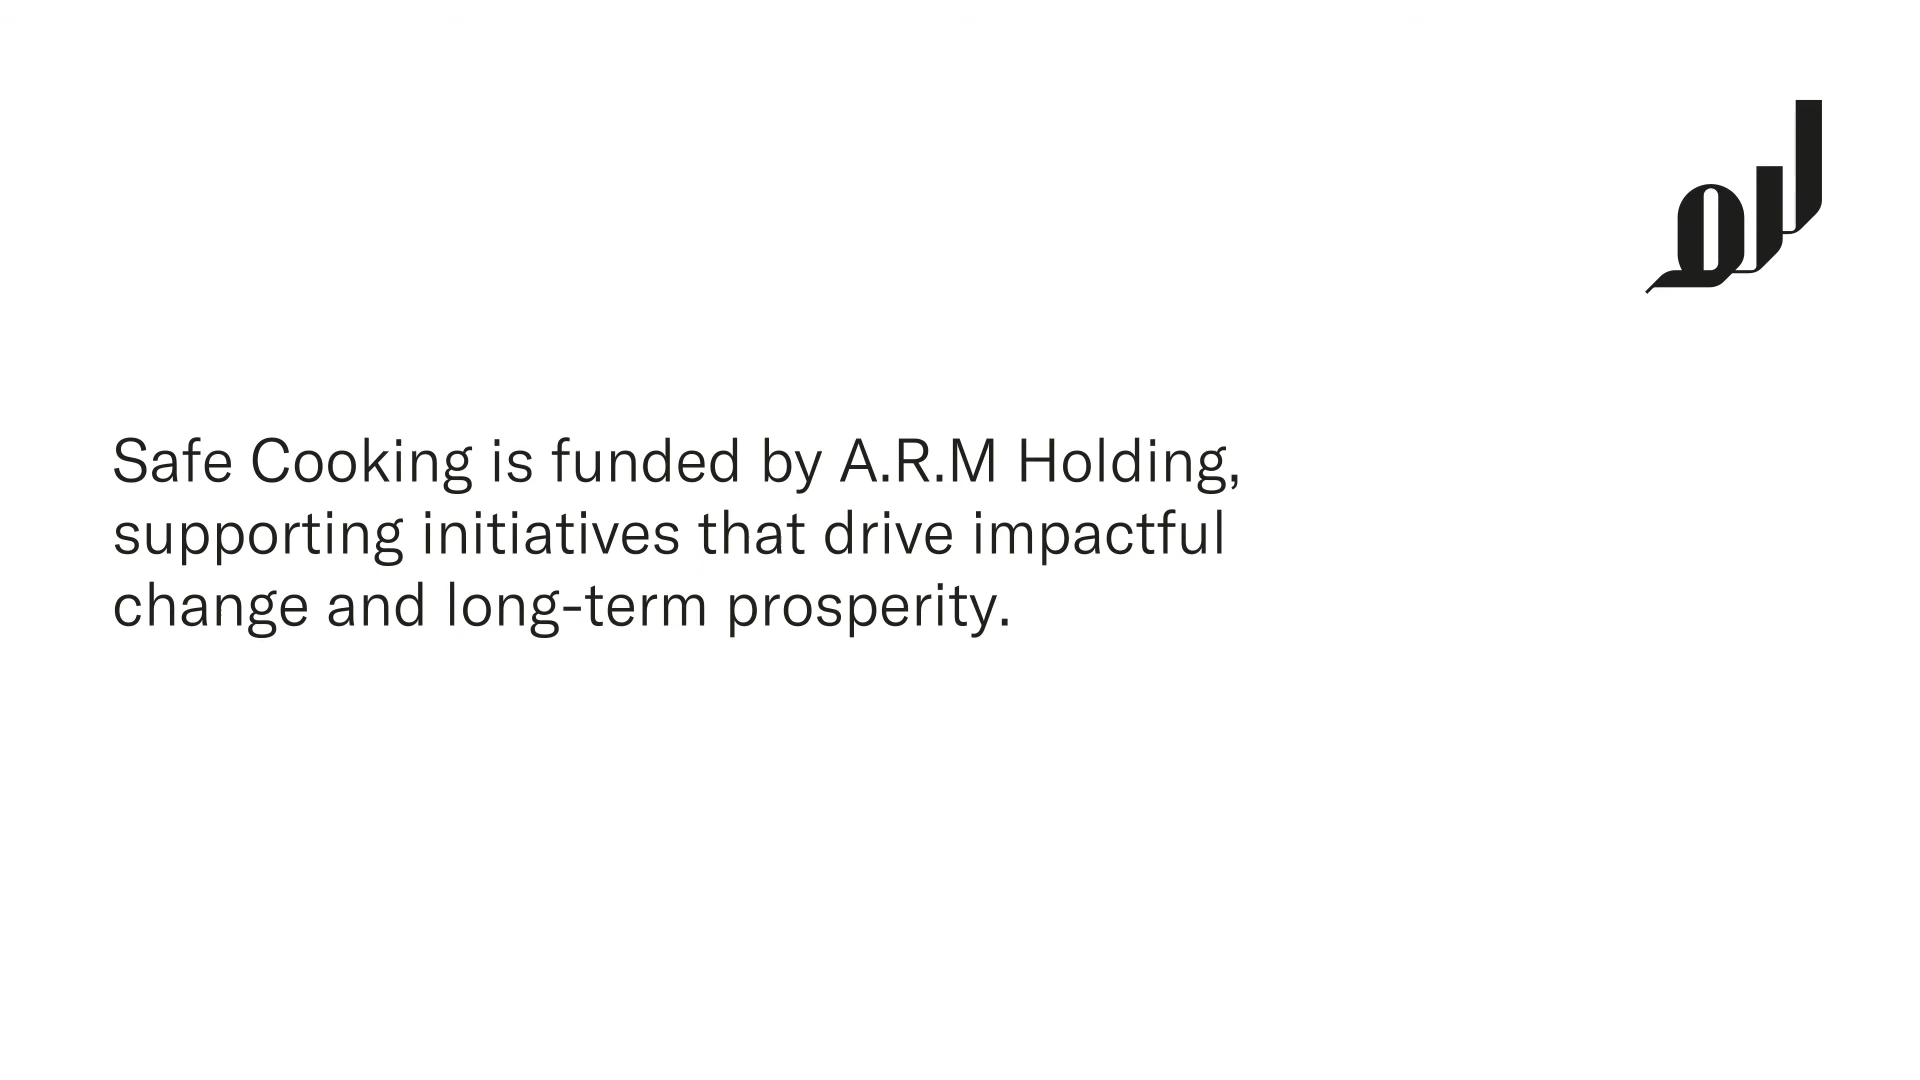 Safe Cooking is funded by A.R.M Holding,
supporting initiatives that drive impactful
change and long-term prosperity.